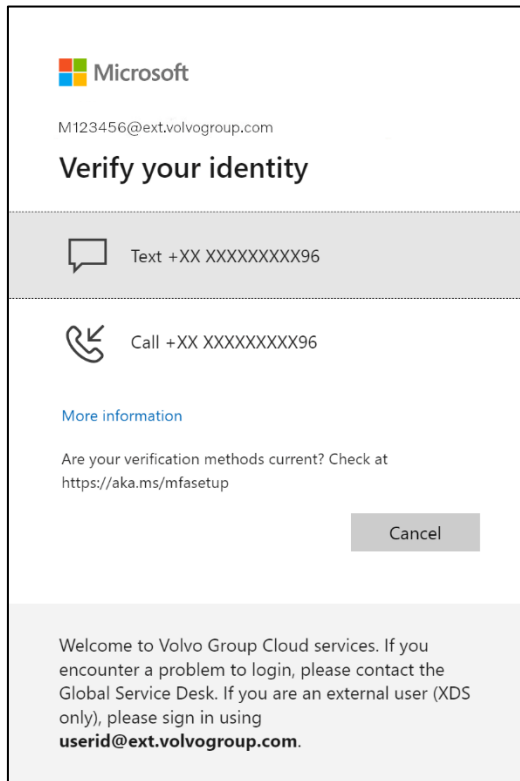 Microsoft
M123456@ext.volvogroup.com
Verify your identity
Text +XX XXXXXXXXX96
Call +XX XXXXXXXXX96
More information
Are your verification methods current? Check at
https://aka.ms/mfasetup
Cancel
Welcome to Volvo Group Cloud services. If you
encounter a problem to login, please contact the
Global Service Desk. If you are an external user (XDS
only), please sign in using
userid@ext.volvogroup.com.